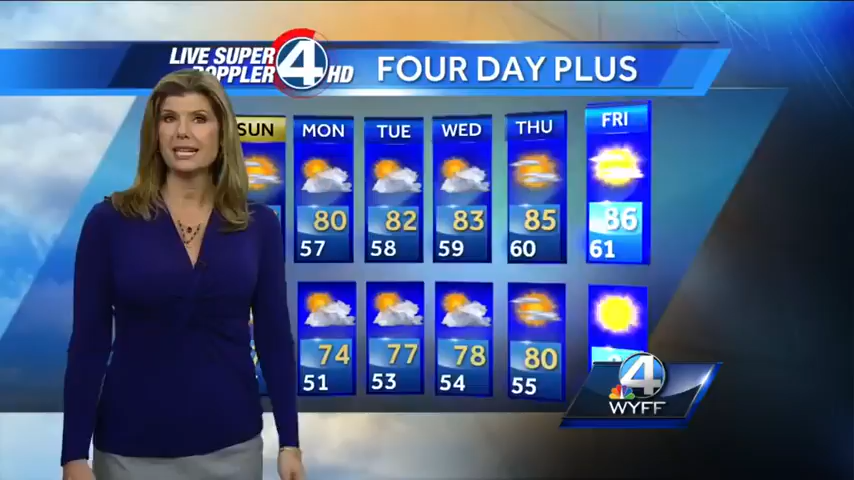 LIVE SUPER DOPPLER 4 HD
FOUR DAY PLUS
SUN MON TUE WED THU FRI
80 82 83 85 86
57 58 59 60 61
74 77 78 80
51 53 54 55
4
WYFF